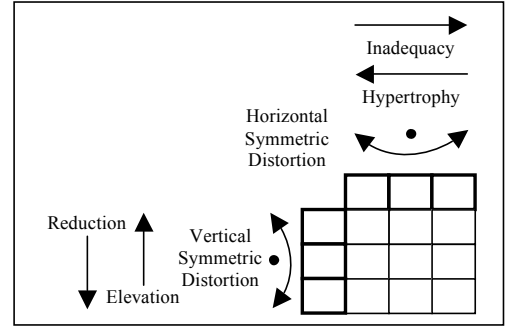 Inadequacy
Hypertrophy
Horizontal
Symmetric
Distortion
Reduction
Elevation
Vertical
Symmetric
Distortion